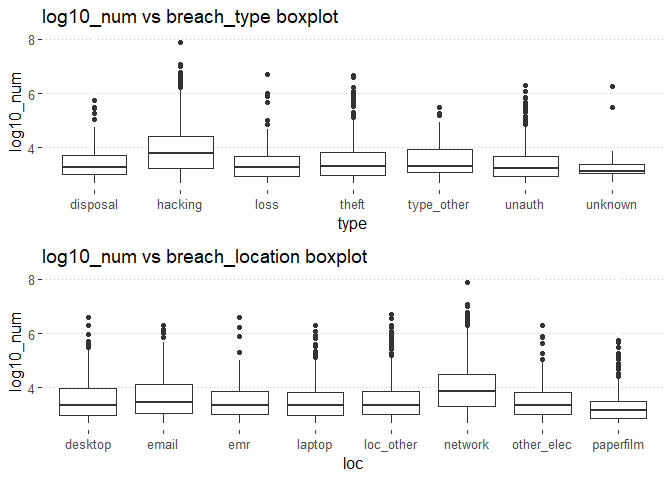 log10_num vs breach_type boxplot
8
6
4
log10_num
disposal hacking loss theft type_other unauth unknown
type
log10_num vs breach_location boxplot
8
6
4
log10_num
desktop email emr laptop loc_other network other_elec paperfilm
loc